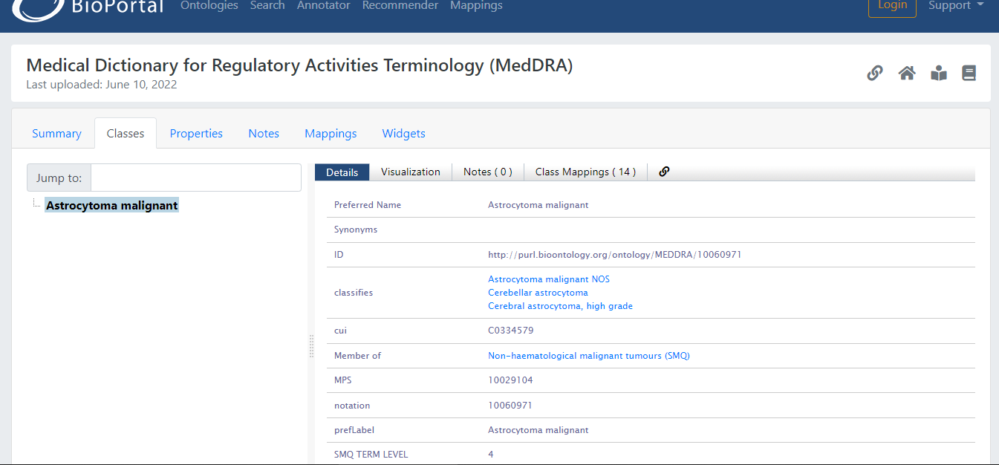 BioPortal Ontologies Search Annotator Recommender Mappings Login Support
Medical Dictionary for Regulatory Activities Terminology (MedDRA)
Last uploaded: June 10, 2022
Summary Classes Properties Notes Mappings Widgets
Jump to:
Astrocytoma malignant
Details Visualization Notes ( 0 ) Class Mappings ( 14 )
Preferred Name Astrocytoma malignant
Synonyms
ID http://purl.bioontology.org/ontology/MEDDRA/10060971
classifies
Astrocytoma malignant NOS
Cerebellar astrocytoma
Cerebral astrocytoma, high grade
cui C0334579
Member of Non-haematological malignant tumours (SMQ)
MPS 10029104
notation 10060971
prefLabel Astrocytoma malignant
SMQ TERM LEVEL 4